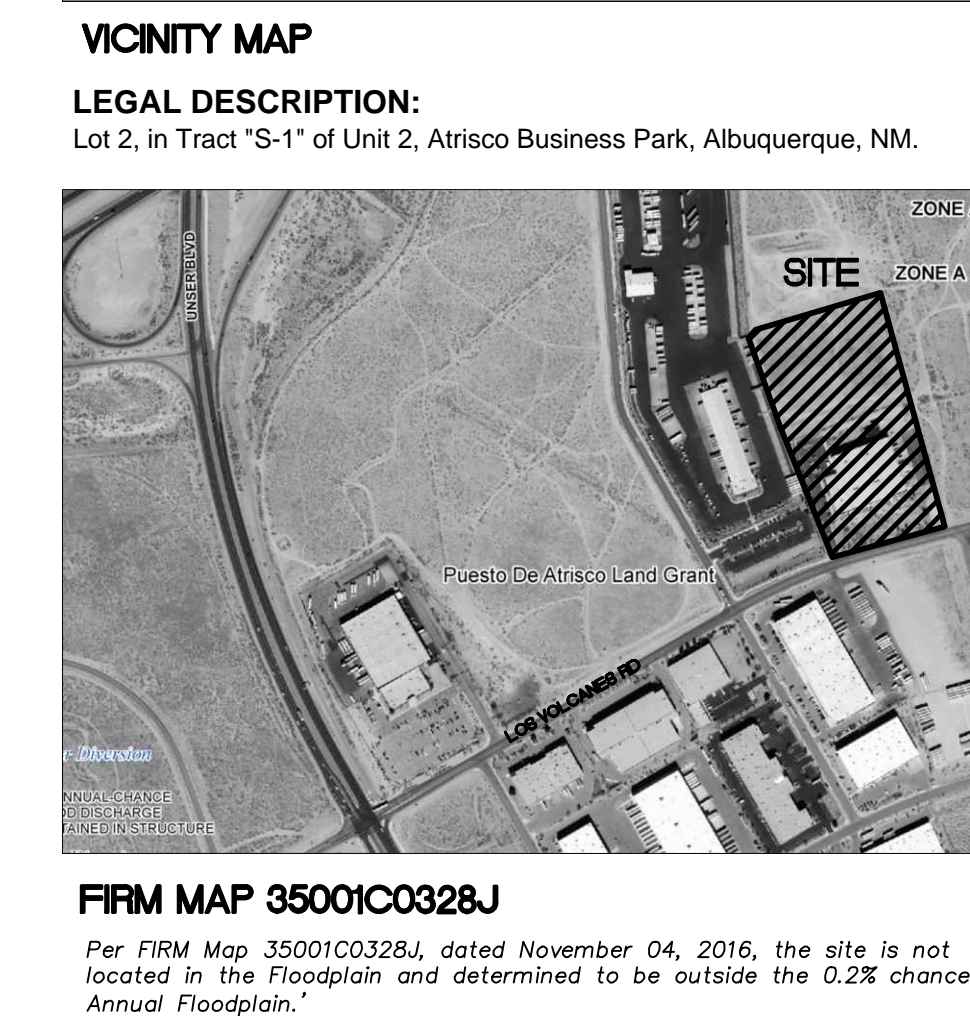 VICINITY MAP
LEGAL DESCRIPTION:
Lot 2, in Tract "S-1" of Unit 2, Atrisco Business Park, Albuquerque, NM.
ZONE
UNSER BLVD
SITE
ZONE A
Puesto De Atrisco Land Grant
LOS VOLCANES RD
r Diversion
NNUAL-CHANCE
OD DISCHARGE
TAINED IN STRUCTURE
FIRM MAP 35001C0328J
Per FIRM Map 35001C0328J, dated November 04, 2016, the site is not
located in the Floodplain and determined to be outside the 0.2% chance
Annual Floodplain.'